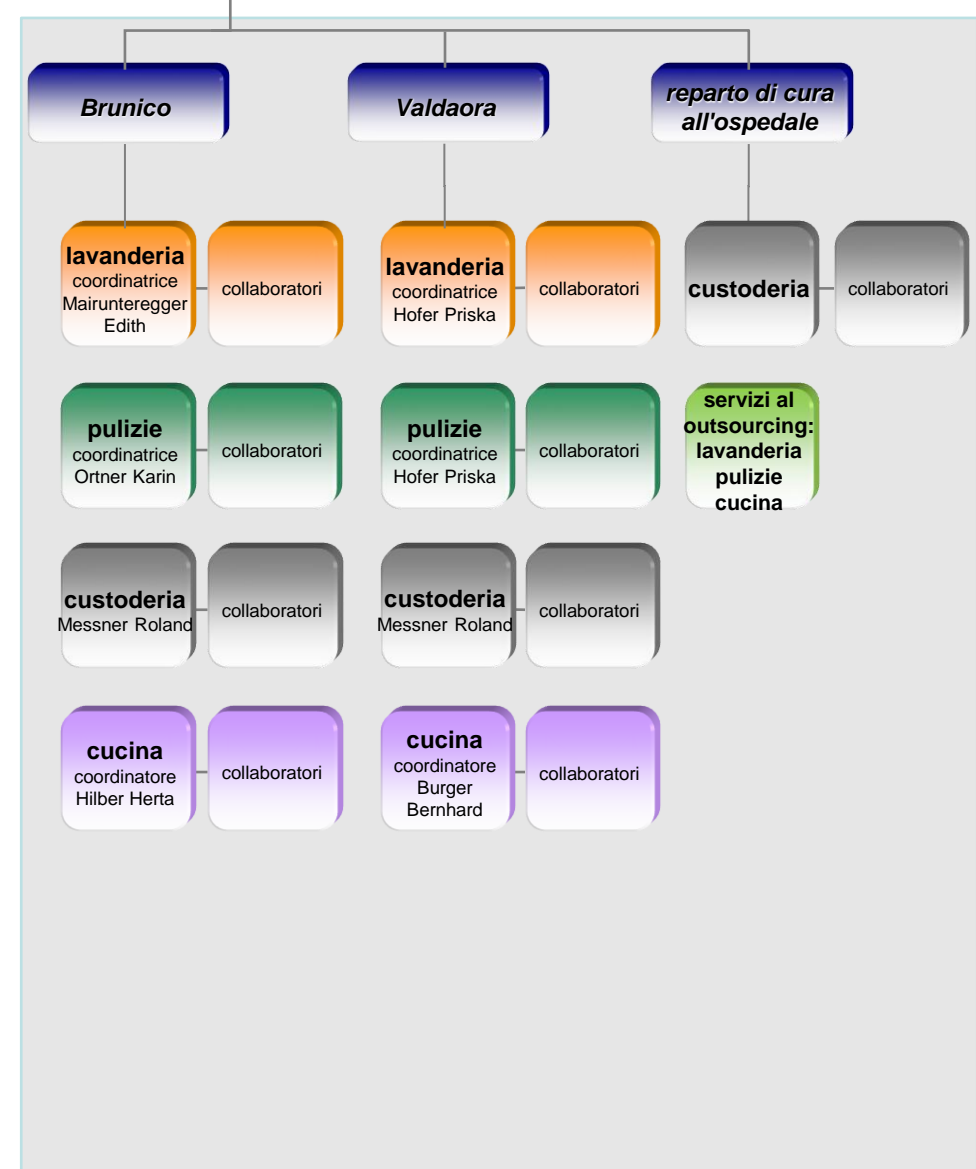 Brunico
Valdaora
reparto di cura
all'ospedale
lavanderia
coordinatrice
Mairunteregger
Edith
collaboratori
lavanderia
coordinatrice
Hofer Priska
collaboratori
custoderia
collaboratori
pulizie
coordinatrice
Ortner Karin
collaboratori
pulizie
coordinatrice
Hofer Priska
collaboratori
servizi al
outsourcing:
lavanderia
pulizie
cucina
custoderia
Messner Roland
collaboratori
custoderia
Messner Roland
collaboratori
cucina
coordinatore
Hilber Herta
collaboratori
cucina
coordinatore
Burger
Bernhard
collaboratori